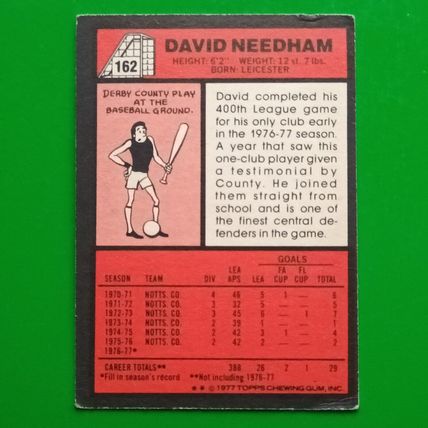 162
DAVID NEEDHAM
HEIGHT: 6'2" WEIGHT: 12 st. 7 lbs.
BORN: LEICESTER
DERBY COUNTY PLAY
AT THE
BASEBALL GROUND.
David completed his
400th League game
for his only club early
in the 1976-77 season.
A year that saw this
one-club player given
a testimonial by
County. He joined
them straight from
school and is one of
the finest central de-
fenders in the game.
GOALS
LEA FA FL
SEASON TEAM DIV APS LEA CUP CUP TOTAL
1970-71 NOTTS. CO. 4 46 5 1 — 6
1971-72 NOTTS. CO. 3 32 5 — — 5
1972-73 NOTTS. CO. 3 45 6 — 1 7
1973-74 NOTTS. CO. 2 39 1 — — 1
1974-75 NOTTS. CO. 2 42 3 1 — 4
1975-76 NOTTS. CO. 2 42 2 — — 2
1976-77*
CAREER TOTALS** 388 26 2 1 29
*Fill in season's record **Not including 1976-77
** © 1977 TOPPS CHEWING GUM, INC.